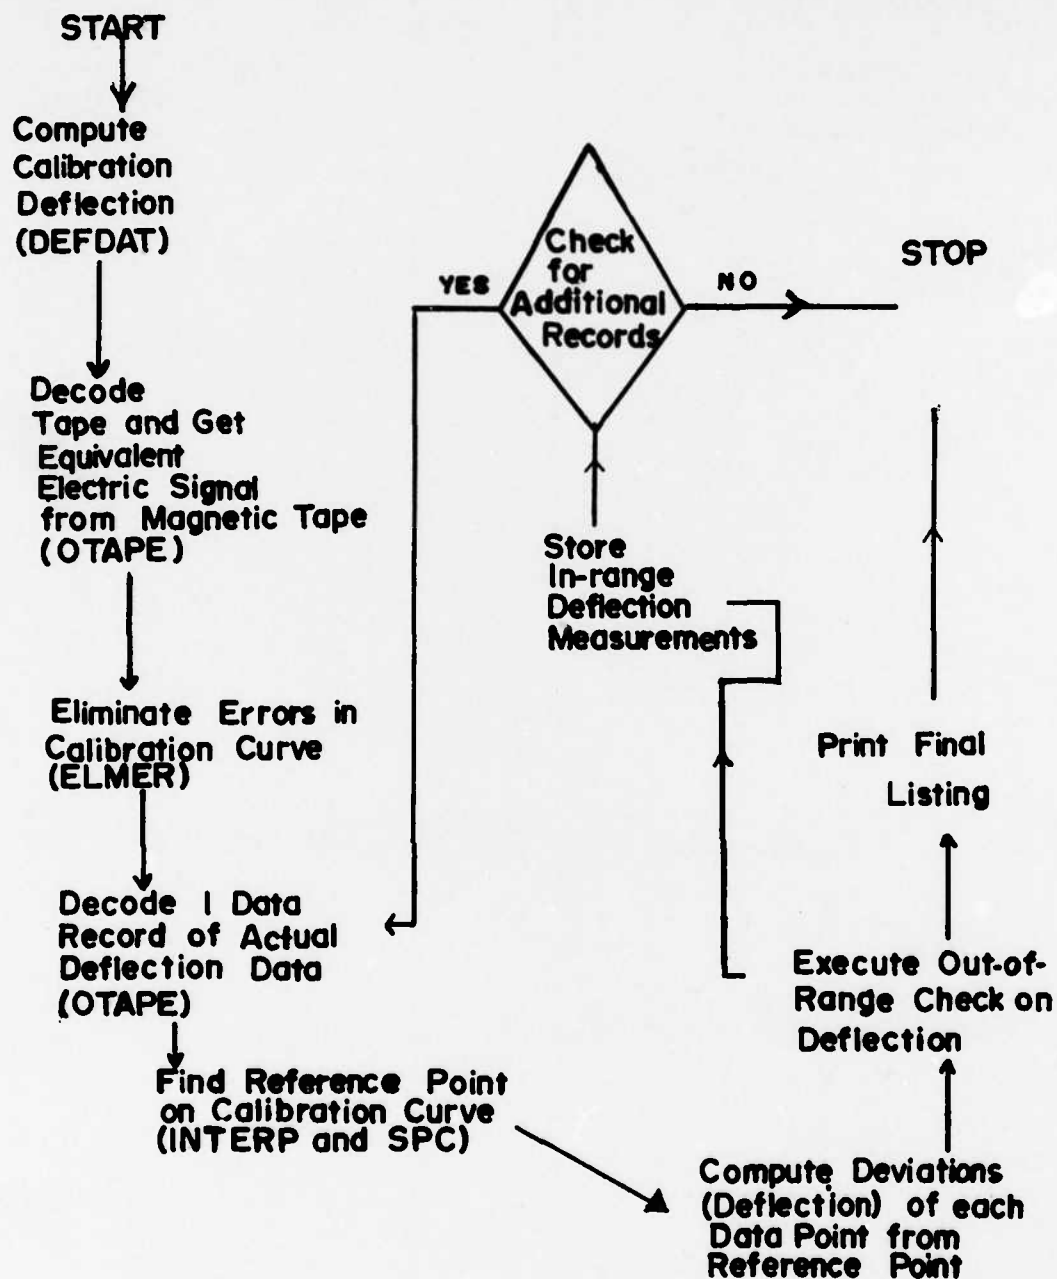 START
Compute
Calibration
Deflection
(DEFDAT)
Decode
Tape and Get
Equivalent
Electric Signal
from Magnetic Tape
(OTAPE)
Eliminate Errors in
Calibration Curve
(ELMER)
Decode 1 Data
Record of Actual
Deflection Data
(OTAPE)
Find Reference Point
on Calibration Curve
(INTERP and SPC)
Compute Deviations
(Deflection) of each
Data Point from
Reference Point
Execute Out-of-
Range Check on
Deflection
Store
In-range
Deflection
Measurements
Check
for
Additional
Records
YES
NO
Print Final
Listing
STOP